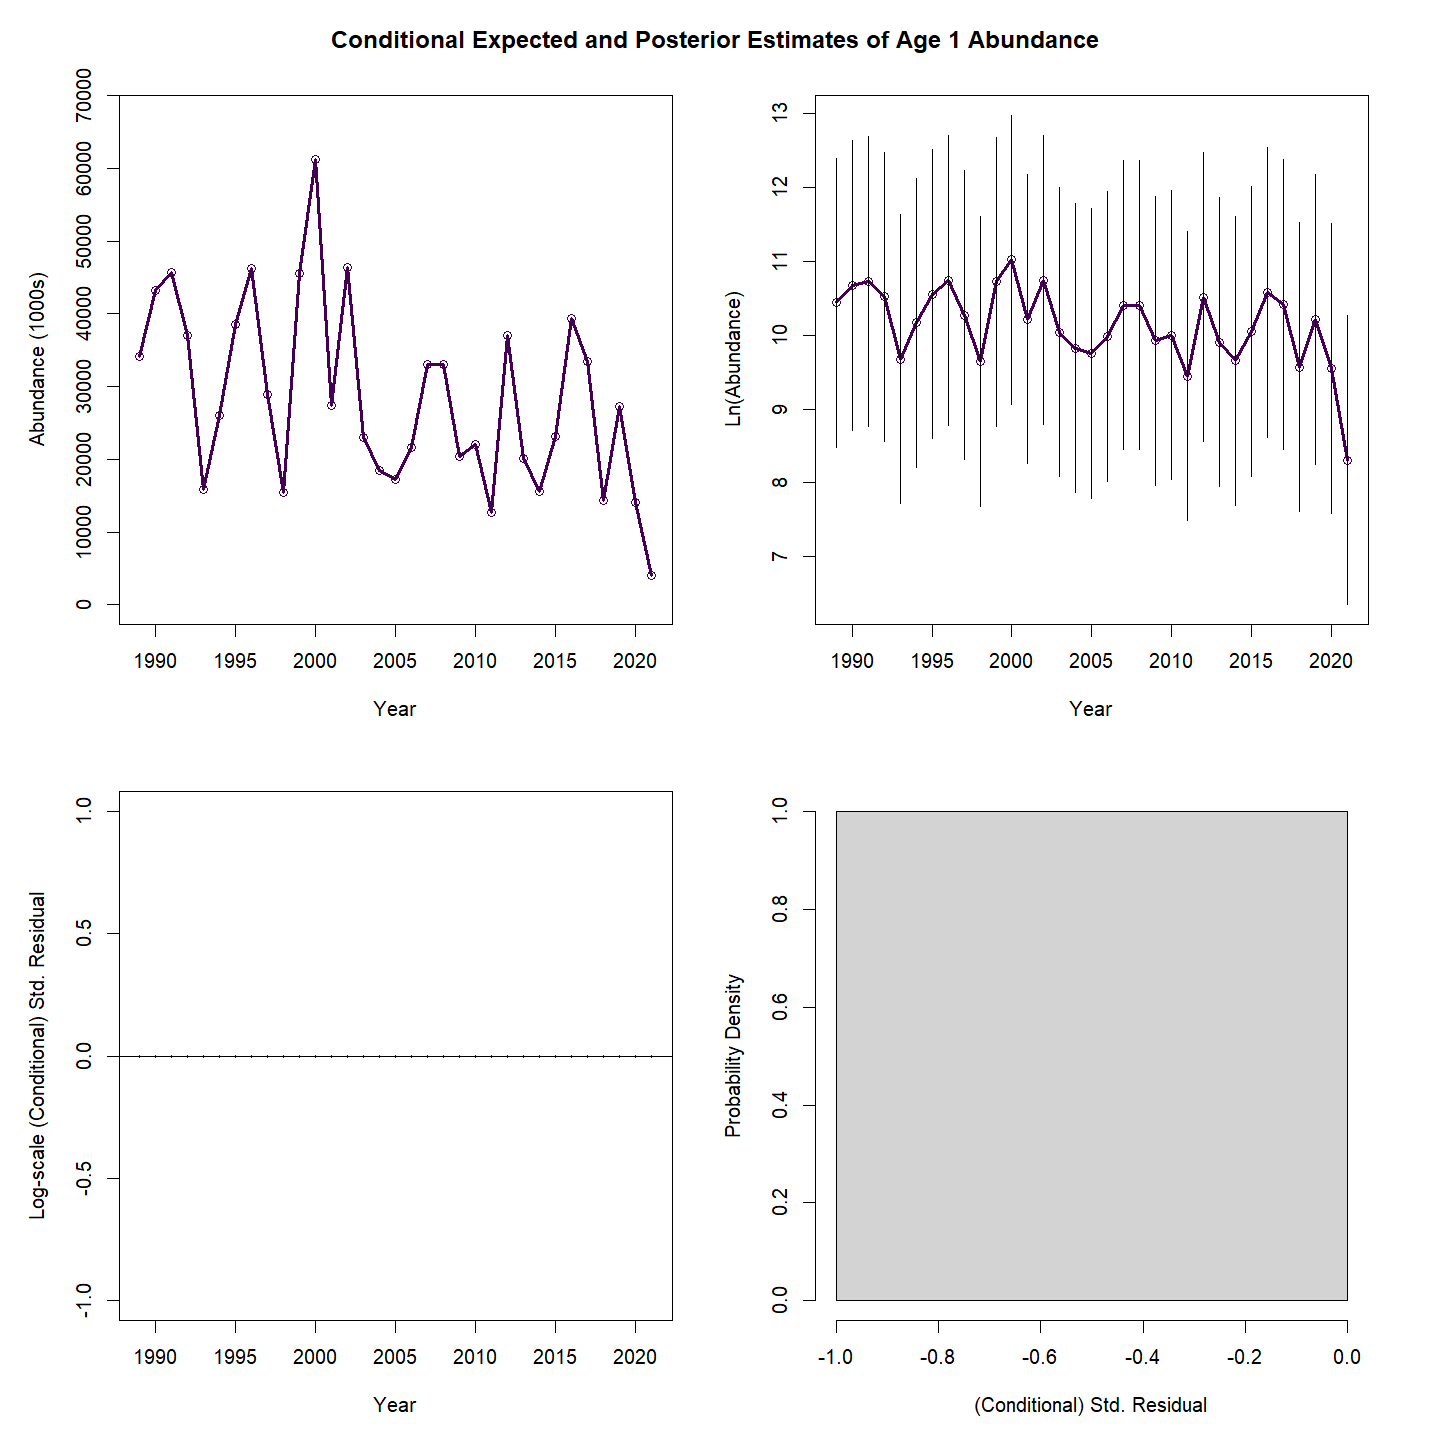 Conditional Expected and Posterior Estimates of Age 1 Abundance
Abundance (1000s)
70000
60000
50000
40000
30000
20000
10000
0
1990 1995 2000 2005 2010 2015 2020
Year
Ln(Abundance)
13
12
11
10
9
8
7
1990 1995 2000 2005 2010 2015 2020
Year
Log-scale (Conditional) Std. Residual
1.0
0.5
0.0
-0.5
-1.0
1990 1995 2000 2005 2010 2015 2020
Year
Probability Density
1.0
0.8
0.6
0.4
0.2
0.0
-1.0 -0.8 -0.6 -0.4 -0.2 0.0
(Conditional) Std. Residual